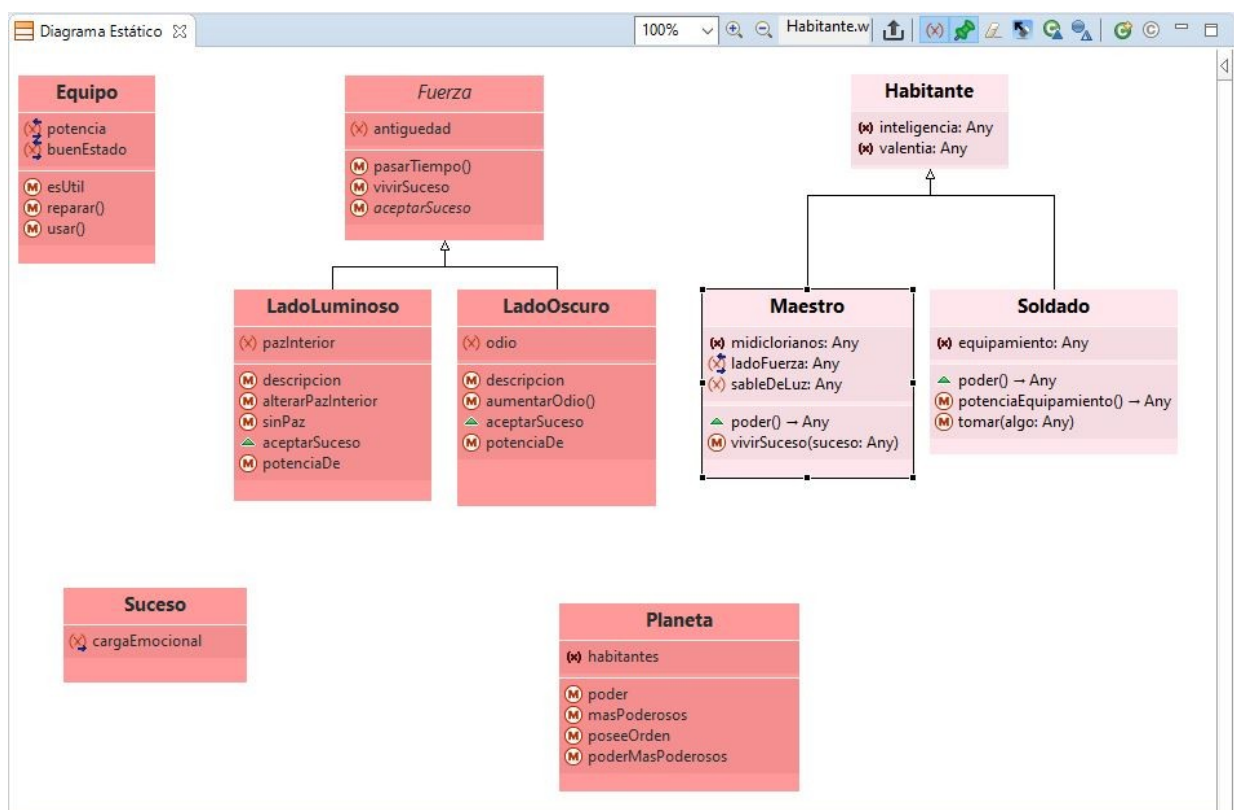 Diagrama Estático
100%
Habitante.w
Equipo
potencia
buenEstado
esUtil
reparar()
usar()
Fuerza
antiguedad
pasarTiempo()
vivirSuceso
aceptarSuceso
Habitante
inteligencia: Any
valentia: Any
LadoLuminoso
pazInterior
descripcion
alterarPazInterior
sinPaz
aceptarSuceso
potenciaDe
LadoOscuro
odio
descripcion
aumentarOdio()
aceptarSuceso
potenciaDe
Maestro
midiclorianos: Any
ladoFuerza: Any
sableDeLuz: Any
poder() → Any
vivirSuceso(suceso: Any)
Soldado
equipamiento: Any
poder() → Any
potenciaEquipamiento() → Any
tomar(algo: Any)
Suceso
cargaEmocional
Planeta
habitantes
poder
masPoderosos
poseeOrden
poderMasPoderosos